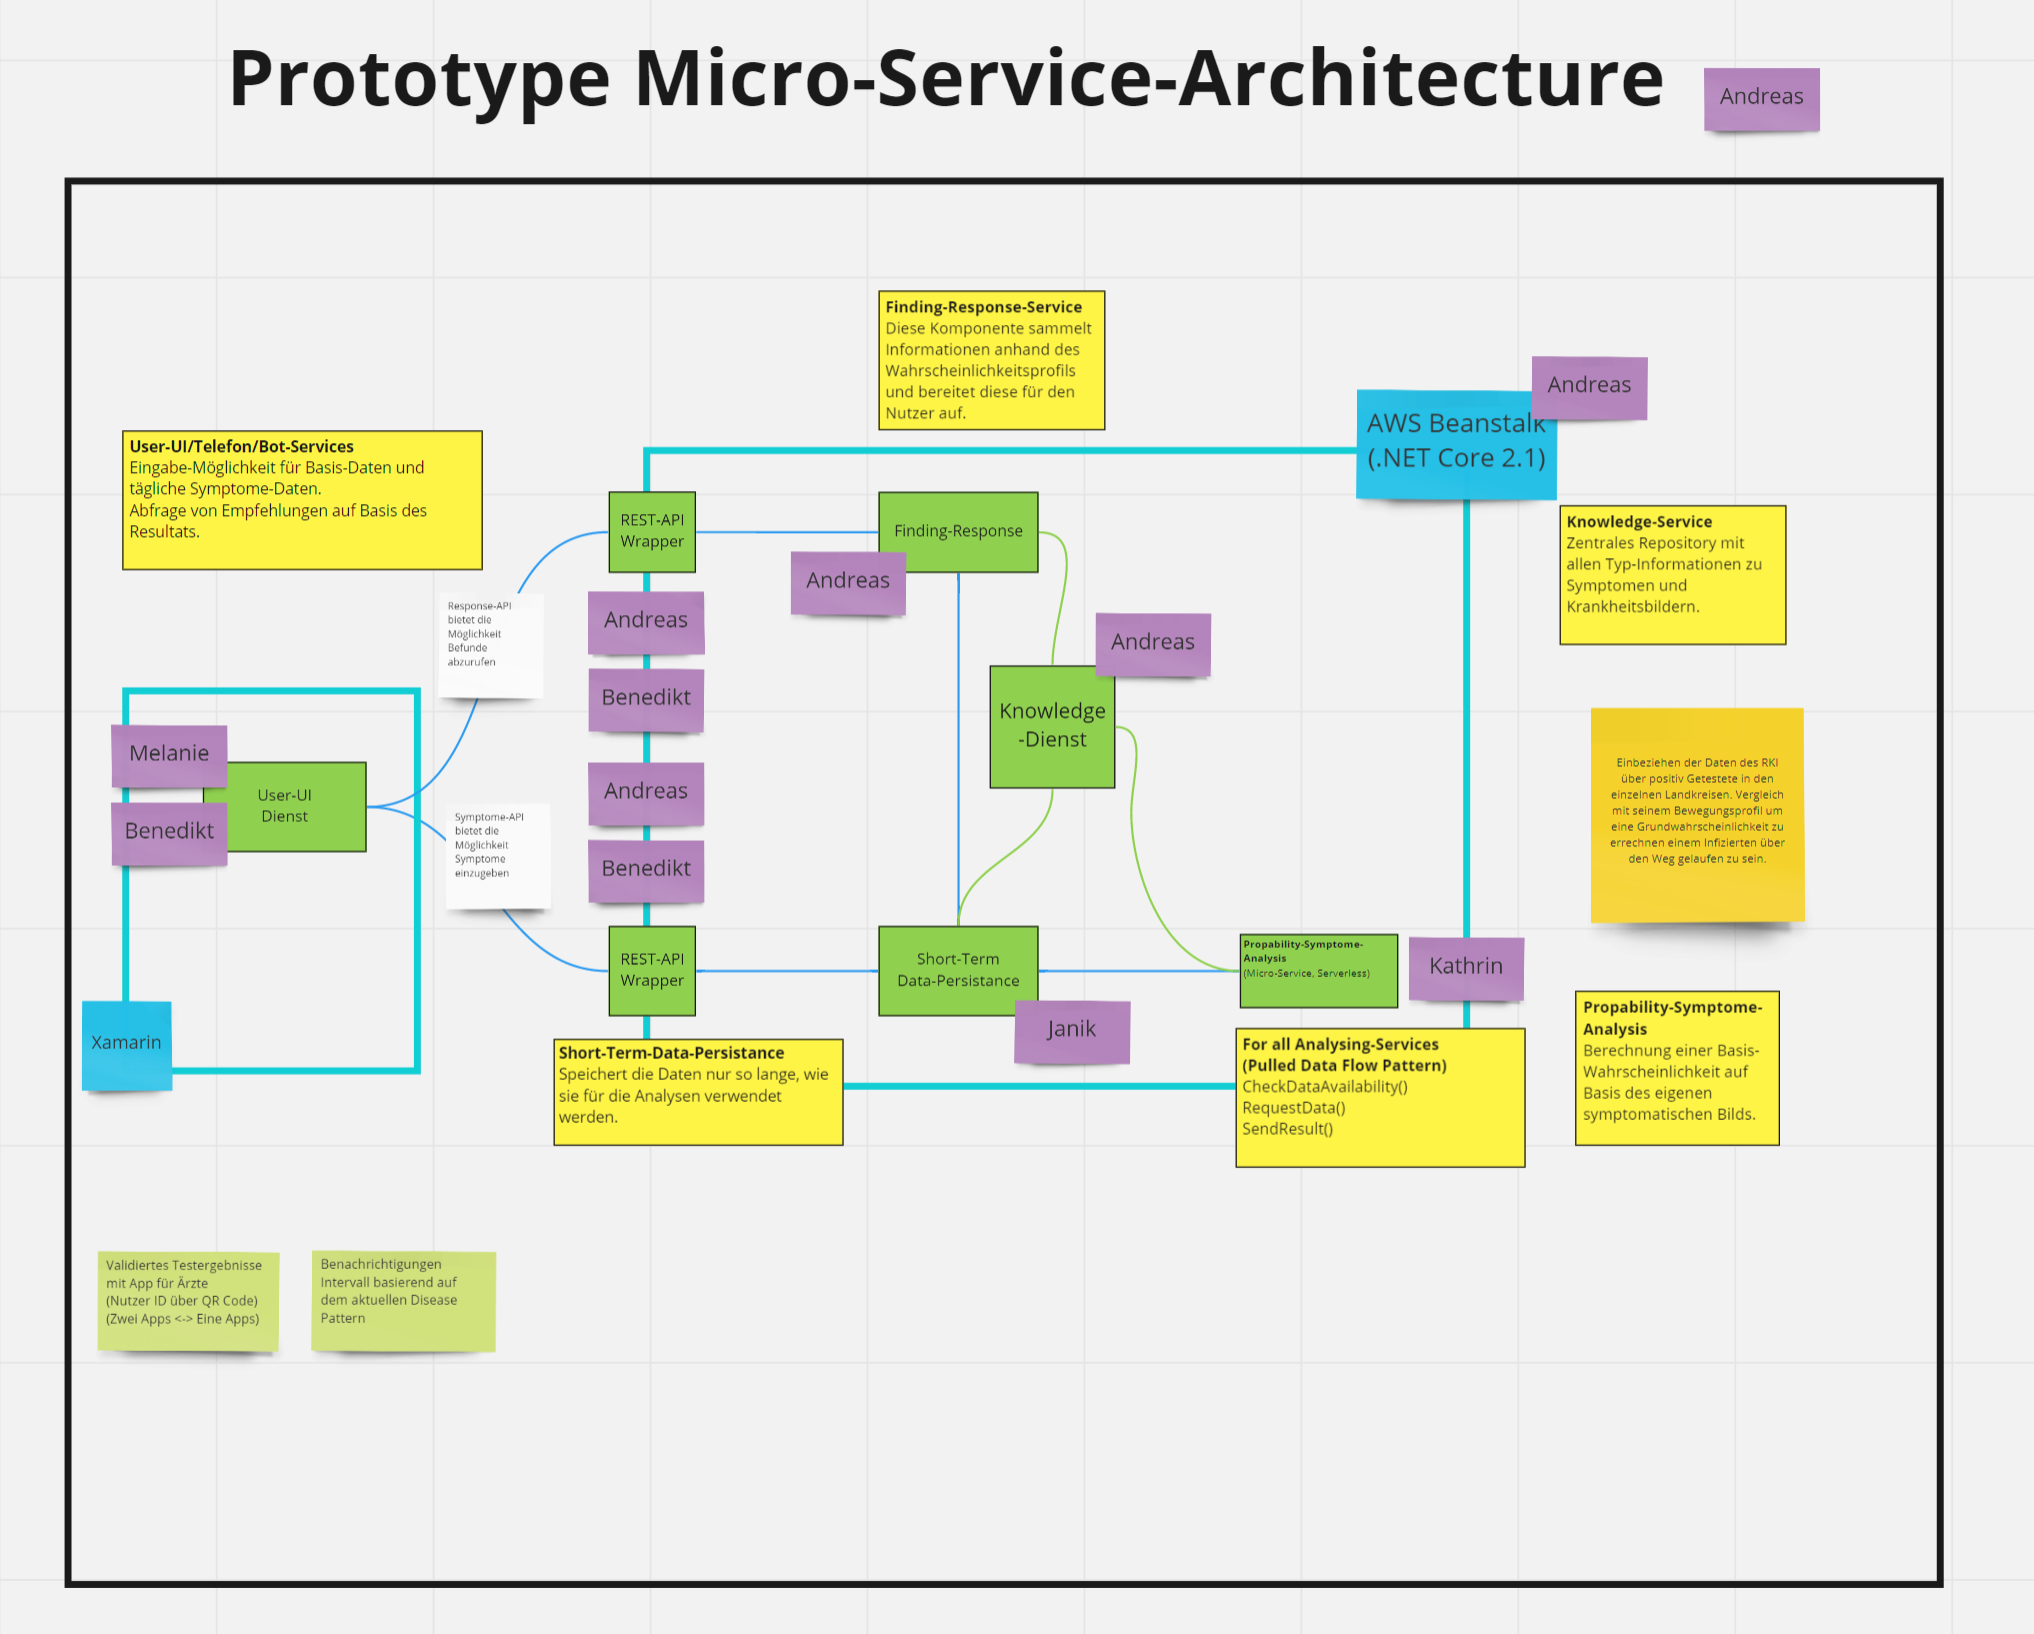 Prototype Micro-Service-Architecture
Andreas
Finding-Response-Service
Diese Komponente sammelt
Informationen anhand des
Wahrscheinlichkeitsprofils
und bereitet diese für den
Nutzer auf.
Andreas
AWS Beanstalk
(.NET Core 2.1)
User-UI/Telefon/Bot-Services
Eingabe-Möglichkeit für Basis-Daten und
tägliche Symptome-Daten.
Abfrage von Empfehlungen auf Basis des
Resultats.
REST-API
Wrapper
Finding-Response
Andreas
Knowledge-Service
Zentrales Repository mit
allen Typ-Informationen zu
Symptomen und
Krankheitsbildern.
Response-API
bietet die
Möglichkeit
Befunde
abzurufen
Andreas
Benedikt
Andreas
Benedikt
Andreas
Knowledge
-Dienst
Melanie
Benedikt
User-UI
Dienst
Symptome-API
bietet die
Möglichkeit
Symptome
einzugeben
Einbeziehen der Daten des RKI
über positiv Getestete in den
einzelnen Landkreisen. Vergleich
mit seinem Bewegungsprofil um
eine Grundwahrscheinlichkeit zu
errechnen einem Infizierten über
den Weg gelaufen zu sein.
REST-API
Wrapper
Short-Term
Data-Persistance
Janik
Propability-Symptome-
Analysis
(Micro-Service, Serverless)
Kathrin
Xamarin
Short-Term-Data-Persistance
Speichert die Daten nur so lange, wie
sie für die Analysen verwendet
werden.
For all Analysing-Services
(Pulled Data Flow Pattern)
CheckDataAvailability()
RequestData()
SendResult()
Propability-Symptome-
Analysis
Berechnung einer Basis-
Wahrscheinlichkeit auf
Basis des eigenen
symptomatischen Bilds.
Validiertes Testergebnisse
mit App für Ärzte
(Nutzer ID über QR Code)
(Zwei Apps <-> Eine Apps)
Benachrichtigungen
Intervall basierend auf
dem aktuellen Disease
Pattern